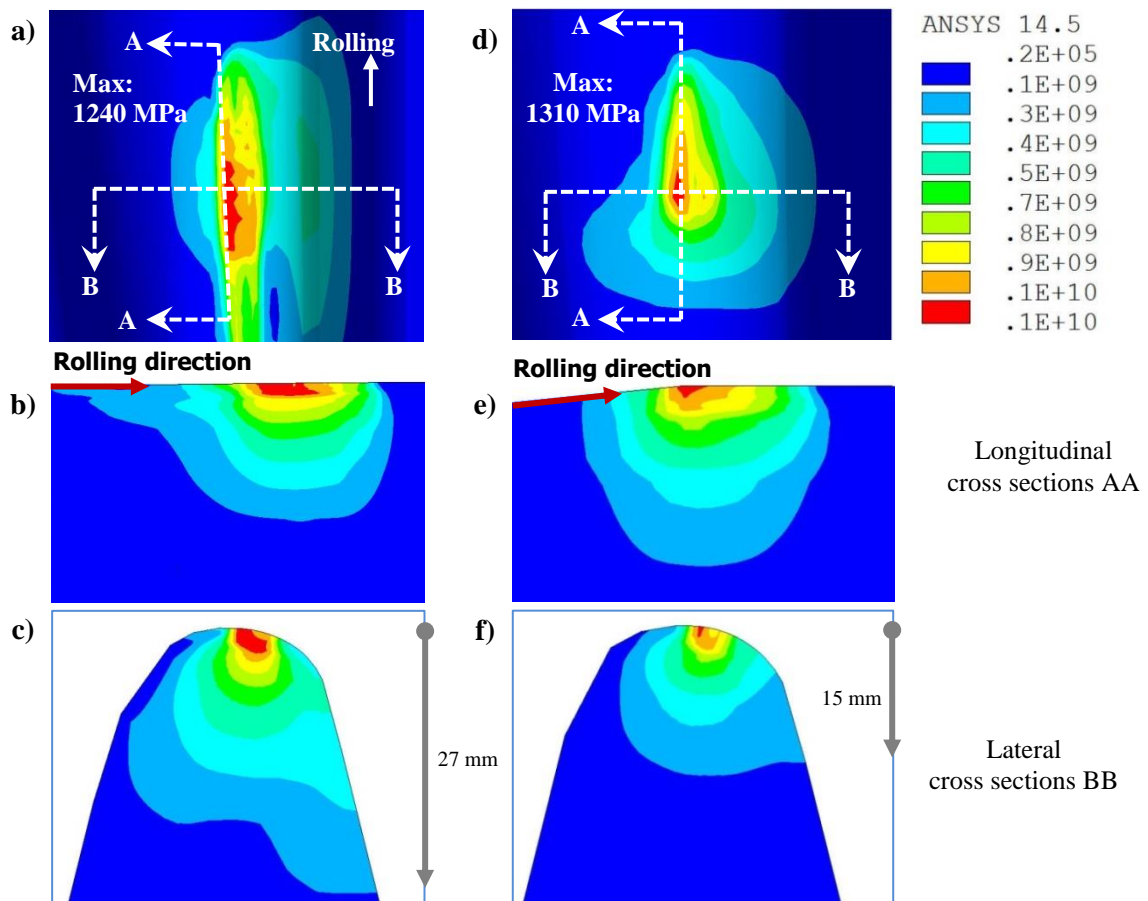 a)
A
Rolling
Max:
1240 MPa
B
B
A
d)
A
Max:
1310 MPa
B
B
A
ANSYS 14.5
.2E+05
.1E+09
.3E+09
.4E+09
.5E+09
.7E+09
.8E+09
.9E+09
.1E+10
.1E+10
Rolling direction
b)
Rolling direction
e)
Longitudinal
cross sections AA
c)
27 mm
f)
15 mm
Lateral
cross sections BB